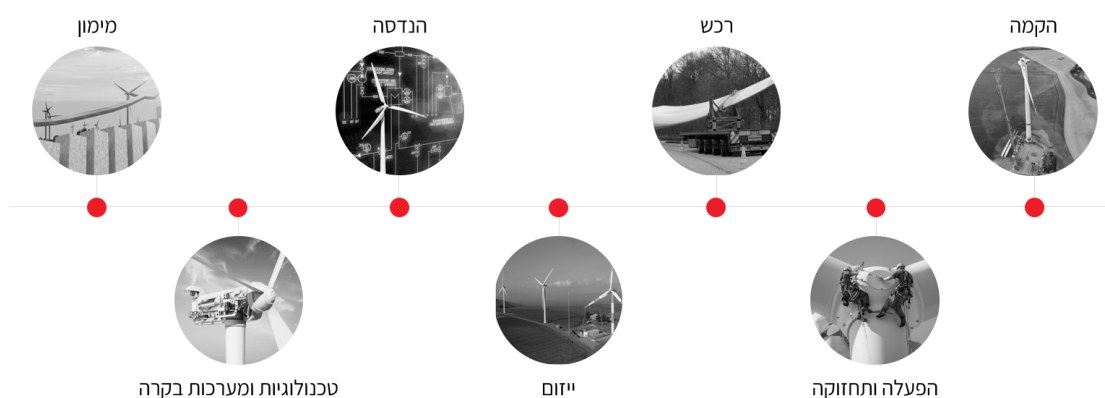 הקמה
רכש
הנדסה
מימון
הפעלה ותחזוקה
ייזום
טכנולוגיות ומערכות בקרה